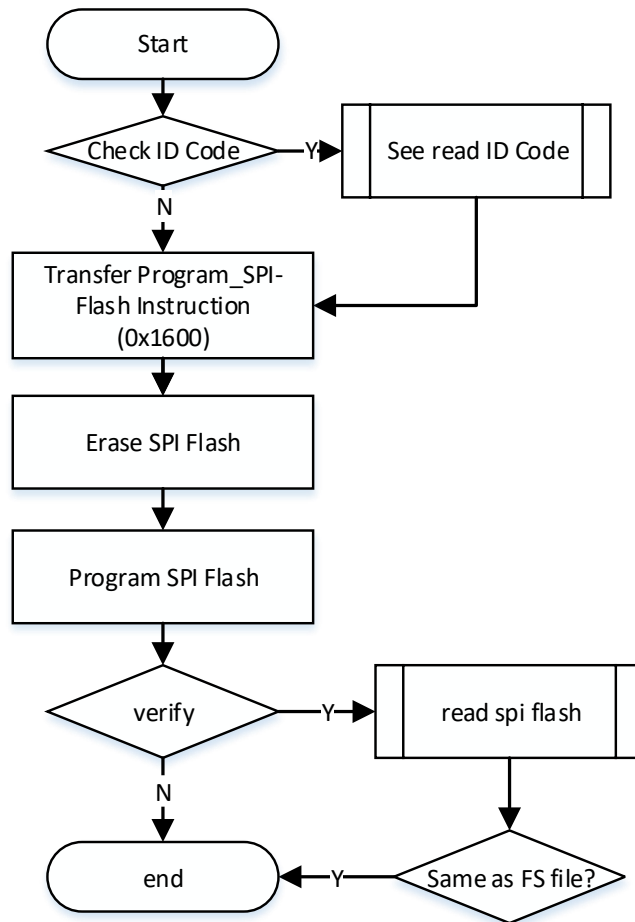 Start
Check ID Code
Y
See read ID Code
N
Transfer Program_SPI-
Flash Instruction
(0x1600)
Erase SPI Flash
Program SPI Flash
verify
Y
read spi flash
N
end
Y
Same as FS file?